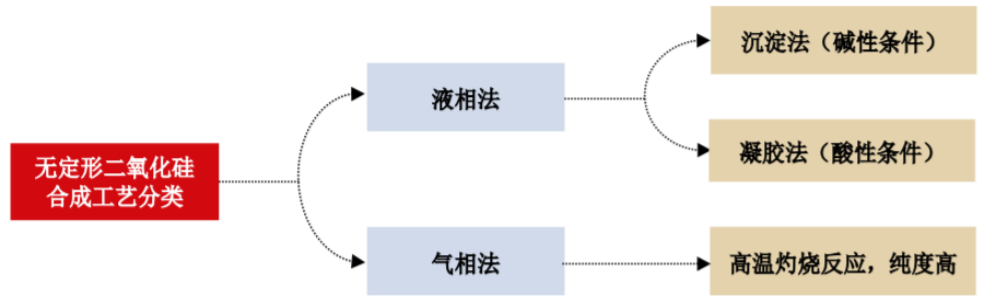 无定形二氧化硅
合成工艺分类
液相法
沉淀法（碱性条件）
凝胶法（酸性条件）
气相法
高温灼烧反应，纯度高